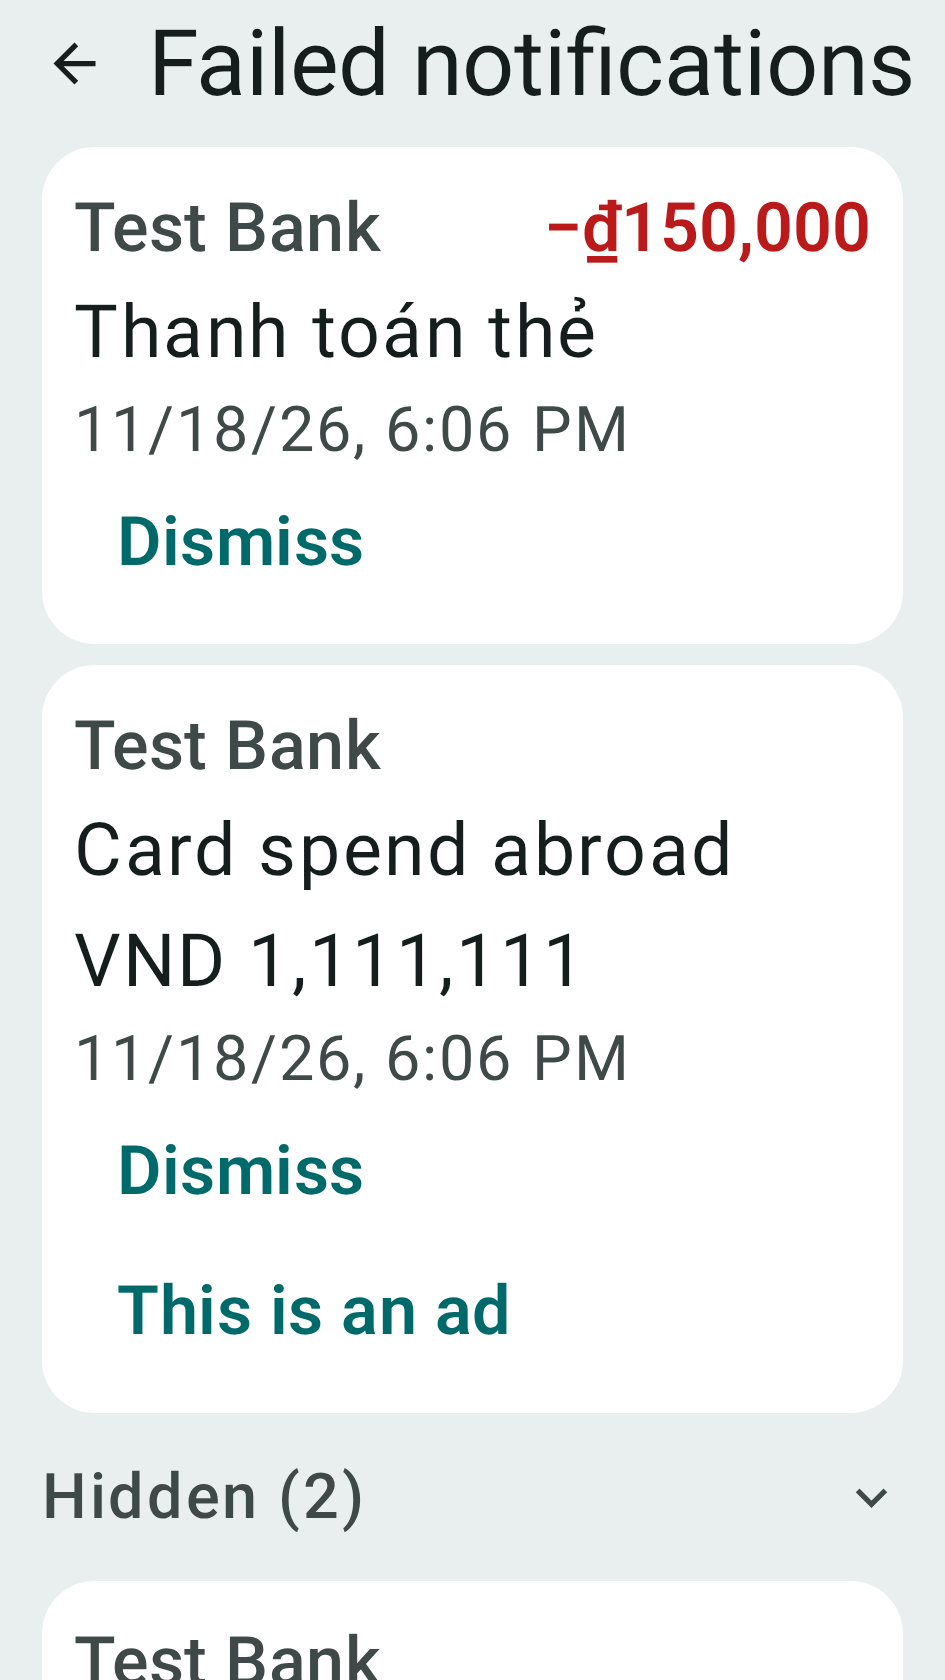 Failed notifications
Test Bank
−₫150,000
Thanh toán thẻ
11/18/26, 6:06 PM
Dismiss
Test Bank
Card spend abroad
VND 1,111,111
11/18/26, 6:06 PM
Dismiss
This is an ad
Hidden (2)
Test Bank